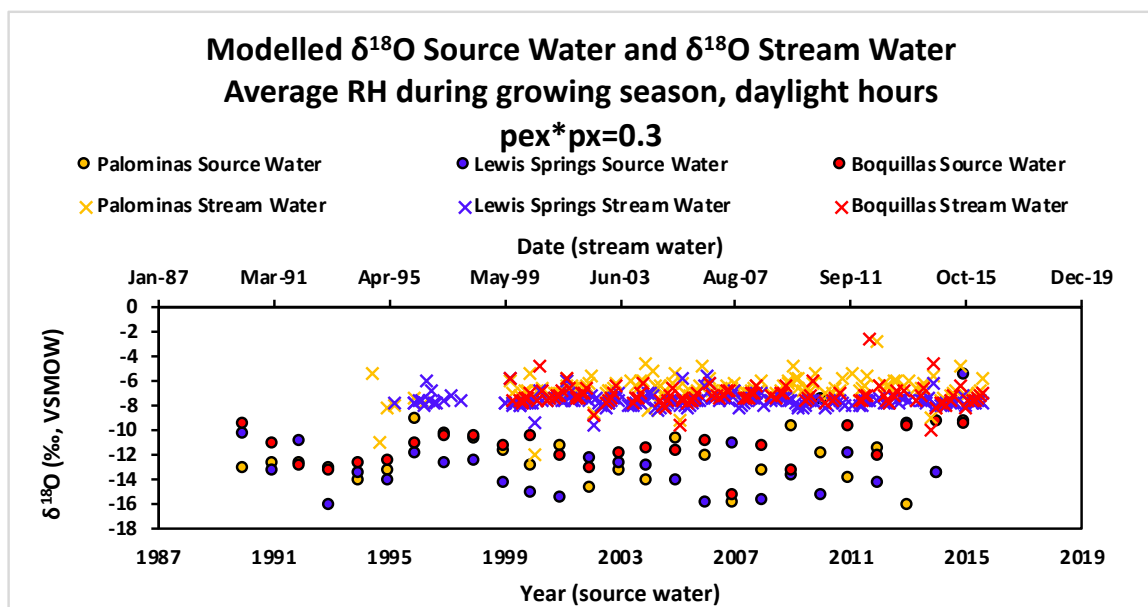 Modelled δ¹⁸O Source Water and δ¹⁸O Stream Water
Average RH during growing season, daylight hours
pex*px=0.3
Palominas Source Water Lewis Springs Source Water Boquillas Source Water
Palominas Stream Water Lewis Springs Stream Water Boquillas Stream Water
Date (stream water)
Jan-87 Mar-91 Apr-95 May-99 Jun-03 Aug-07 Sep-11 Oct-15 Dec-19
δ¹⁸O (‰, VSMOW)
0
-2
-4
-6
-8
-10
-12
-14
-16
-18
1987 1991 1995 1999 2003 2007 2011 2015 2019
Year (source water)